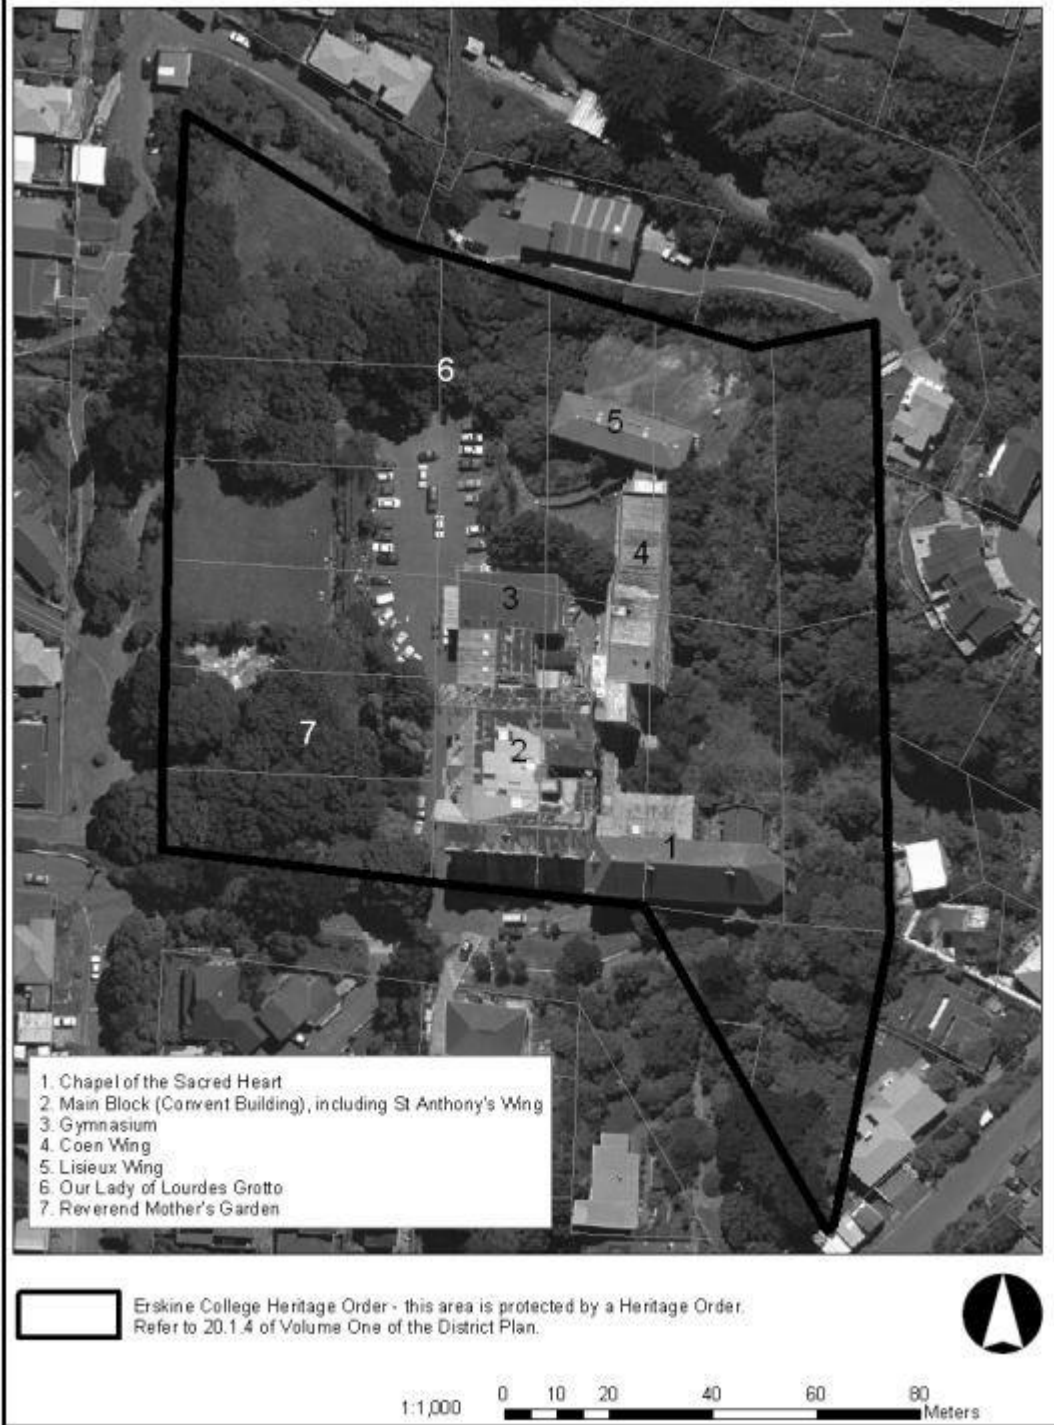 6
5
4
3
7
2
1
1. Chapel of the Sacred Heart
2. Main Block (Convent Building), including St Anthony's Wing
3. Gymnasium
4. Coen Wing
5. Lisieux Wing
6. Our Lady of Lourdes Grotto
7. Reverend Mother's Garden
Erskine College Heritage Order - this area is protected by a Heritage Order.
Refer to 20.1.4 of Volume One of the District Plan.
1:1,000
0 10 20 40 60 80
Meters